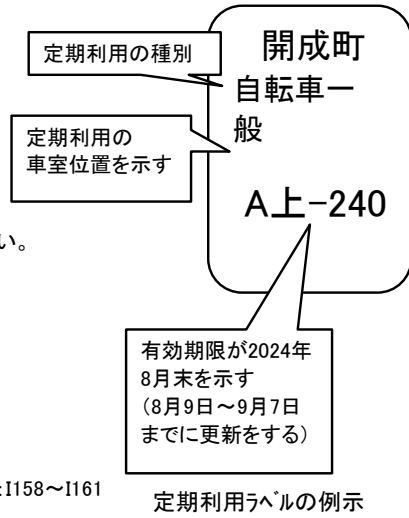 定期利用の種別
開成町
自転車一
般
定期利用の
車室位置を示す
A上-240
い。
有効期限が2024年
8月末を示す
(8月9日～9月7日
までに更新をする)
I158～I161
定期利用ﾗﾍﾞﾙの例示